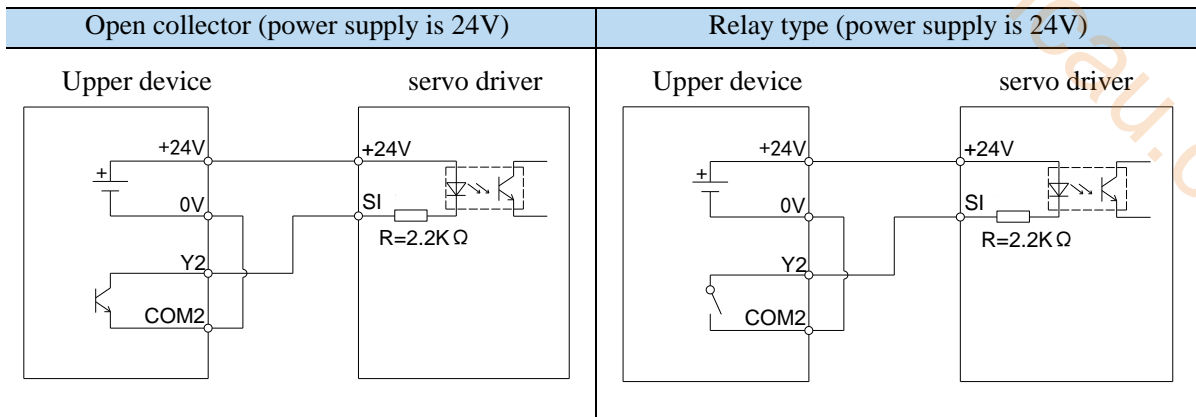 Open collector (power supply is 24V)
Relay type (power supply is 24V)
Upper device
servo driver
+24V
+24V
+
0V
SI
R=2.2KΩ
Y2
COM2
Upper device
servo driver
+24V
+24V
+
0V
SI
R=2.2KΩ
Y2
COM2